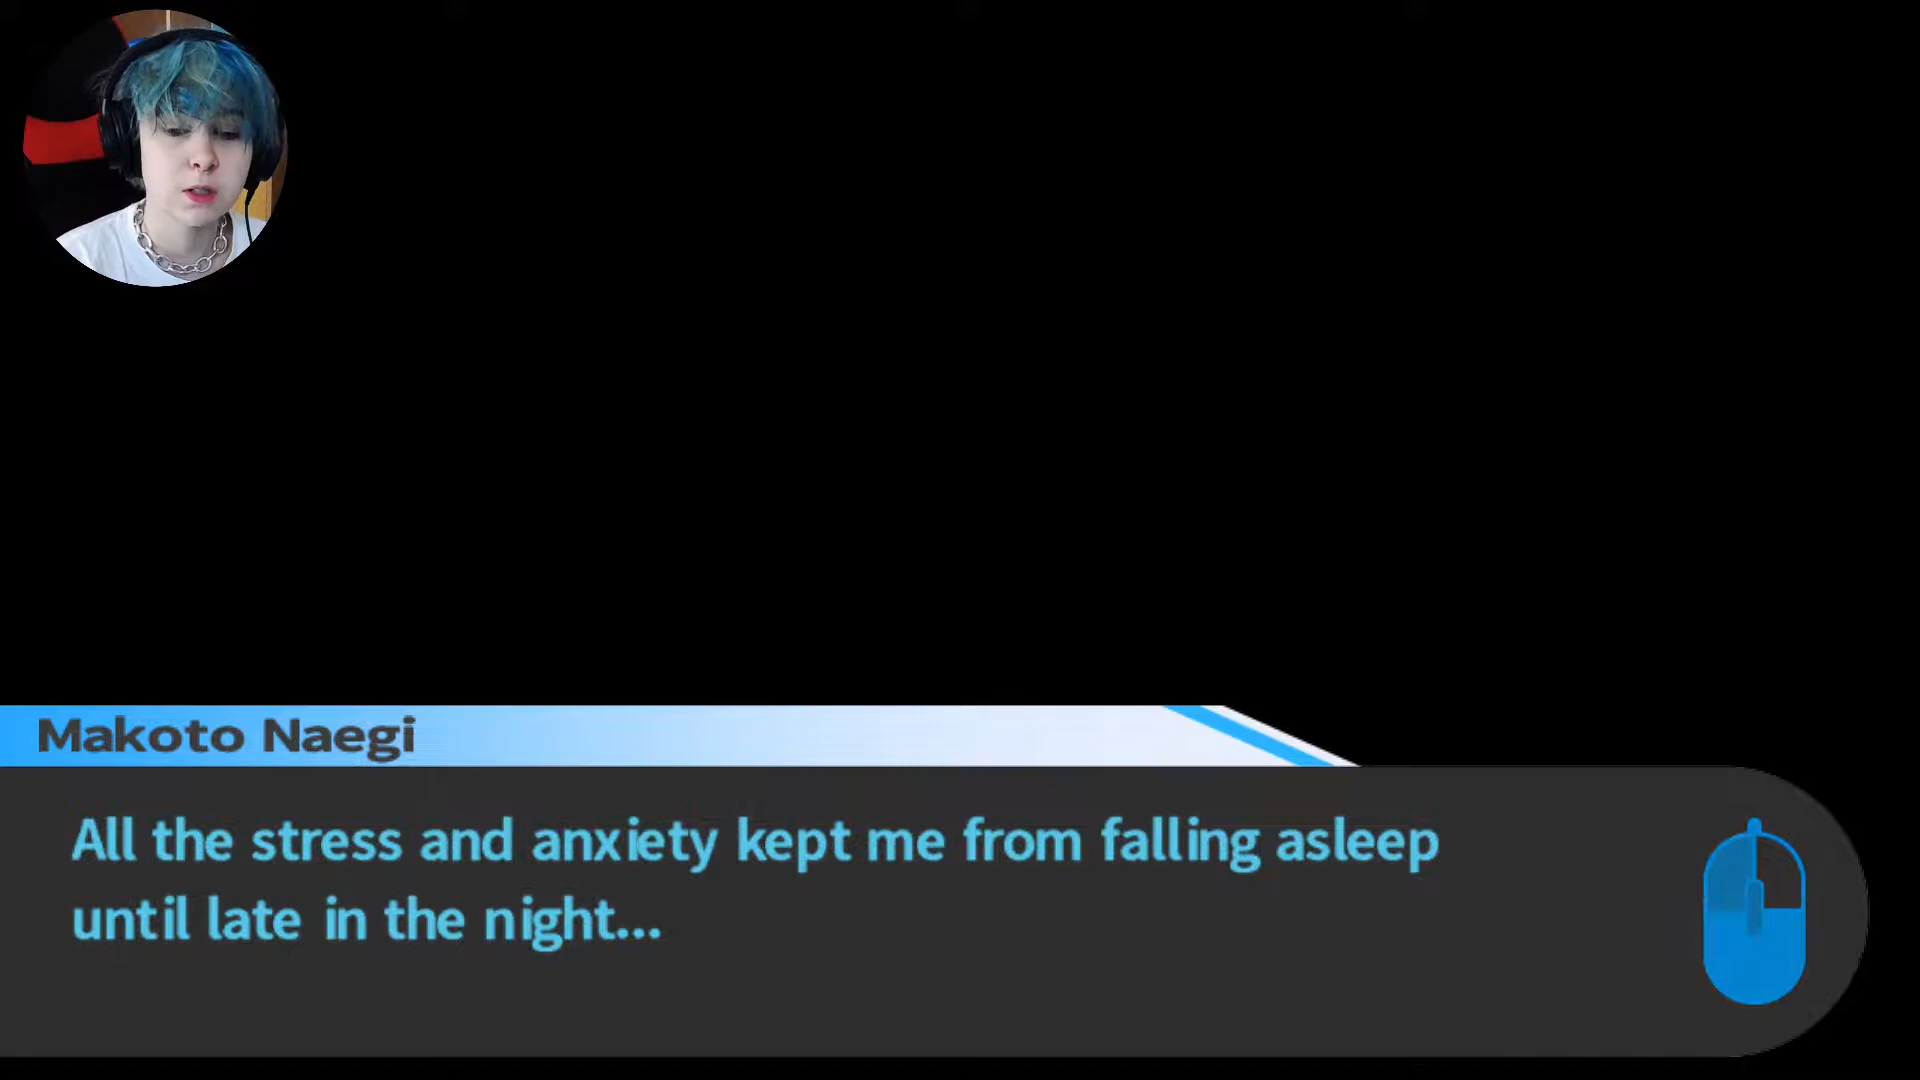 Makoto Naegi
All the stress and anxiety kept me from falling asleep
until late in the night...